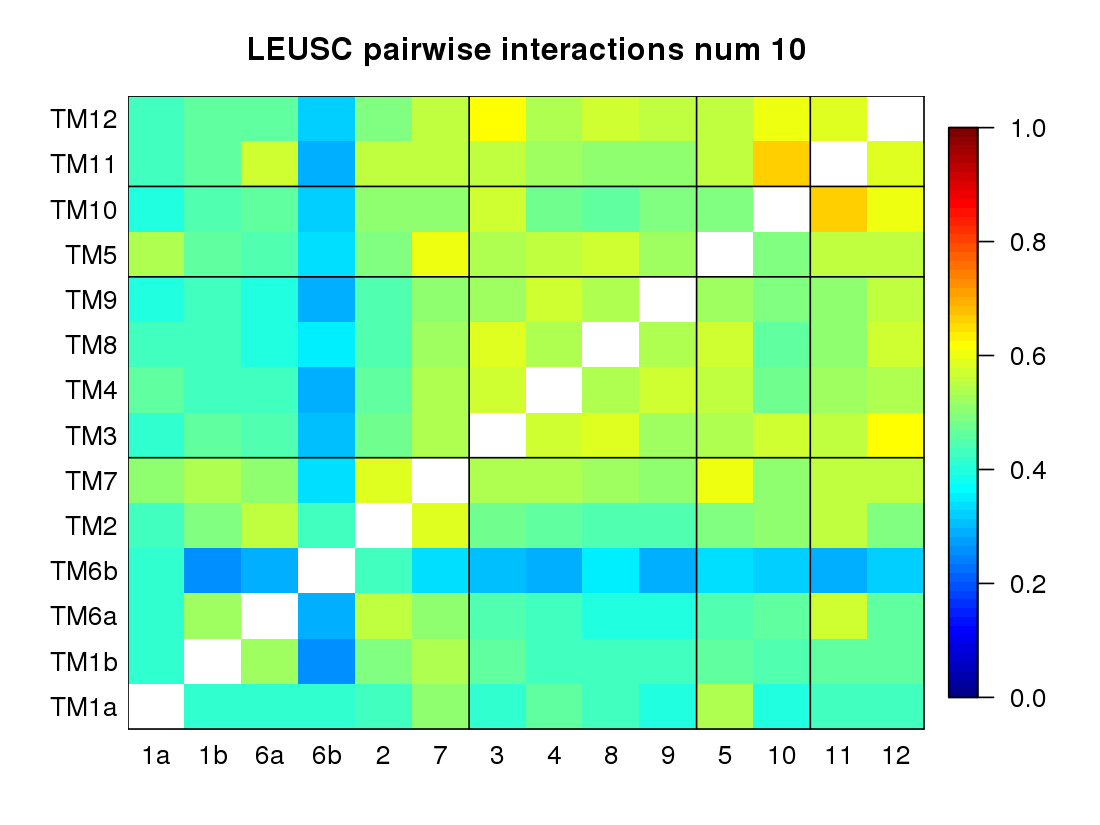 LEUSC pairwise interactions num 10
TM12
TM11
TM10
TM5
TM9
TM8
TM4
TM3
TM7
TM2
TM6b
TM6a
TM1b
TM1a
1a 1b 6a 6b 2 7 3 4 8 9 5 10 11 12
1.0
0.8
0.6
0.4
0.2
0.0